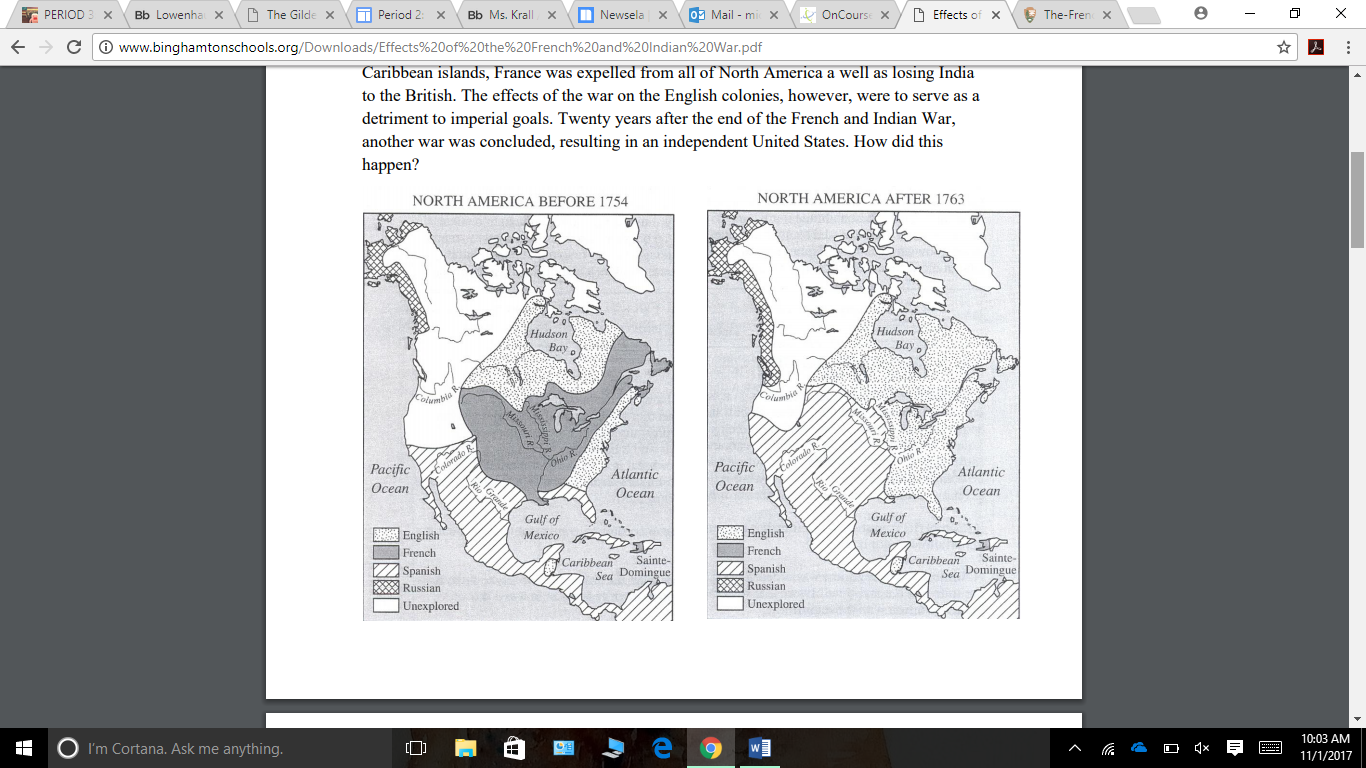 PERIOD 3
Bb Lowenha
The Gilde
Period 2:
Bb Ms. Krall
Newsela
Mail - mi
OnCours
Effects of
The-Fren
www.binghamtonschools.org/Downloads/Effects%20of%20the%20French%20and%20Indian%20War.pdf
Caribbean islands, France was expelled from all of North America a well as losing India
to the British. The effects of the war on the English colonies, however, were to serve as a
detriment to imperial goals. Twenty years after the end of the French and Indian War,
another war was concluded, resulting in an independent United States. How did this
happen?
NORTH AMERICA BEFORE 1754
Hudson
Bay
Columbia R.
Missouri R.
Mississippi R.
Ohio R.
Colorado R.
Rio Grande
Pacific
Ocean
Atlantic
Ocean
Gulf of
Mexico
Caribbean
Sea
Sainte-
Domingue
English
French
Spanish
Russian
Unexplored
NORTH AMERICA AFTER 1763
Hudson
Bay
Columbia R.
Missouri R.
Mississippi R.
Ohio R.
Colorado R.
Rio Grande
Pacific
Ocean
Atlantic
Ocean
Gulf of
Mexico
Caribbean
Sea
Sainte-
Domingue
English
French
Spanish
Russian
Unexplored
I'm Cortana. Ask me anything.
10:03 AM
11/1/2017